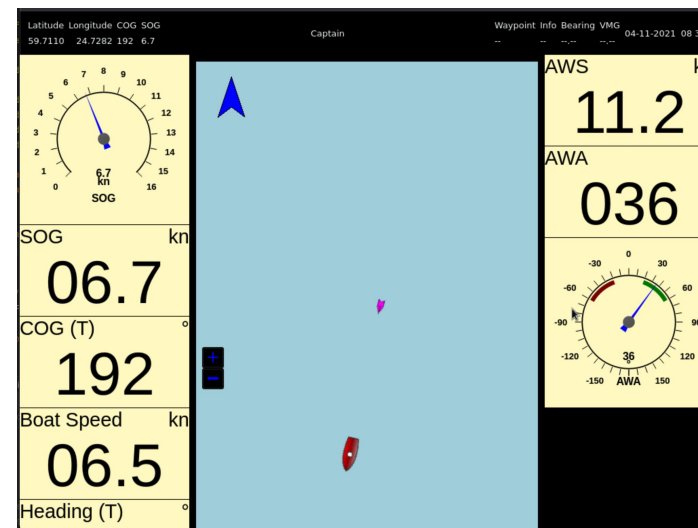 Latitude Longitude COG SOG
59.7110 24.7282 192 6.7
Captain
Waypoint Info Bearing VMG
-- -- --.-- --.--
04-11-2021 08 3
0 1 2 3 4 5 6 7 8 9 10 11 12 13 14 15 16
6.7
kn
SOG
SOG kn
06.7
COG (T) °
192
Boat Speed kn
06.5
Heading (T) °
+
−
AWS k
11.2
AWA
036
-150 -120 -90 -60 -30 0 30 60 90 120 150
36
°
AWA